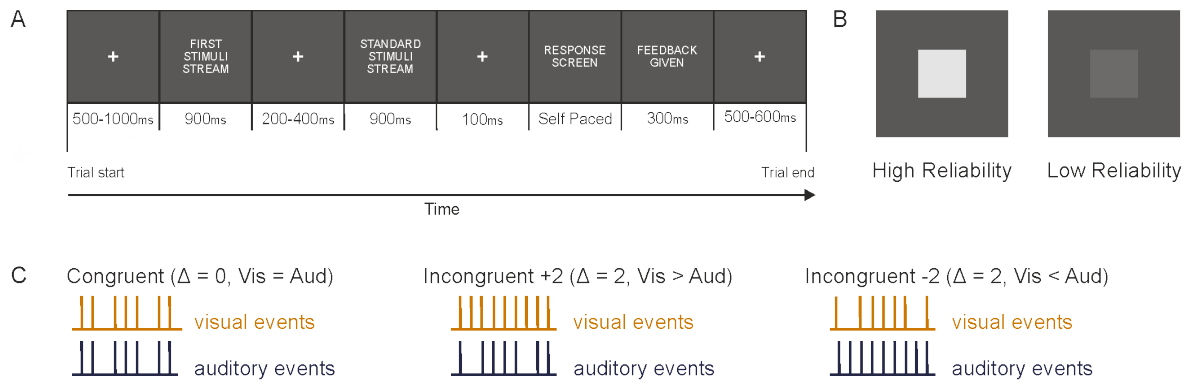 A
B
+
FIRST
STIMULI
STREAM
+
STANDARD
STIMULI
STREAM
+
RESPONSE
SCREEN
FEEDBACK
GIVEN
+
500-1000ms
900ms
200-400ms
900ms
100ms
Self Paced
300ms
500-600ms
Trial start
Trial end
Time
High Reliability
Low Reliability
C
Congruent (Δ = 0, Vis = Aud)
visual events
auditory events
Incongruent +2 (Δ = 2, Vis > Aud)
visual events
auditory events
Incongruent -2 (Δ = 2, Vis < Aud)
visual events
auditory events